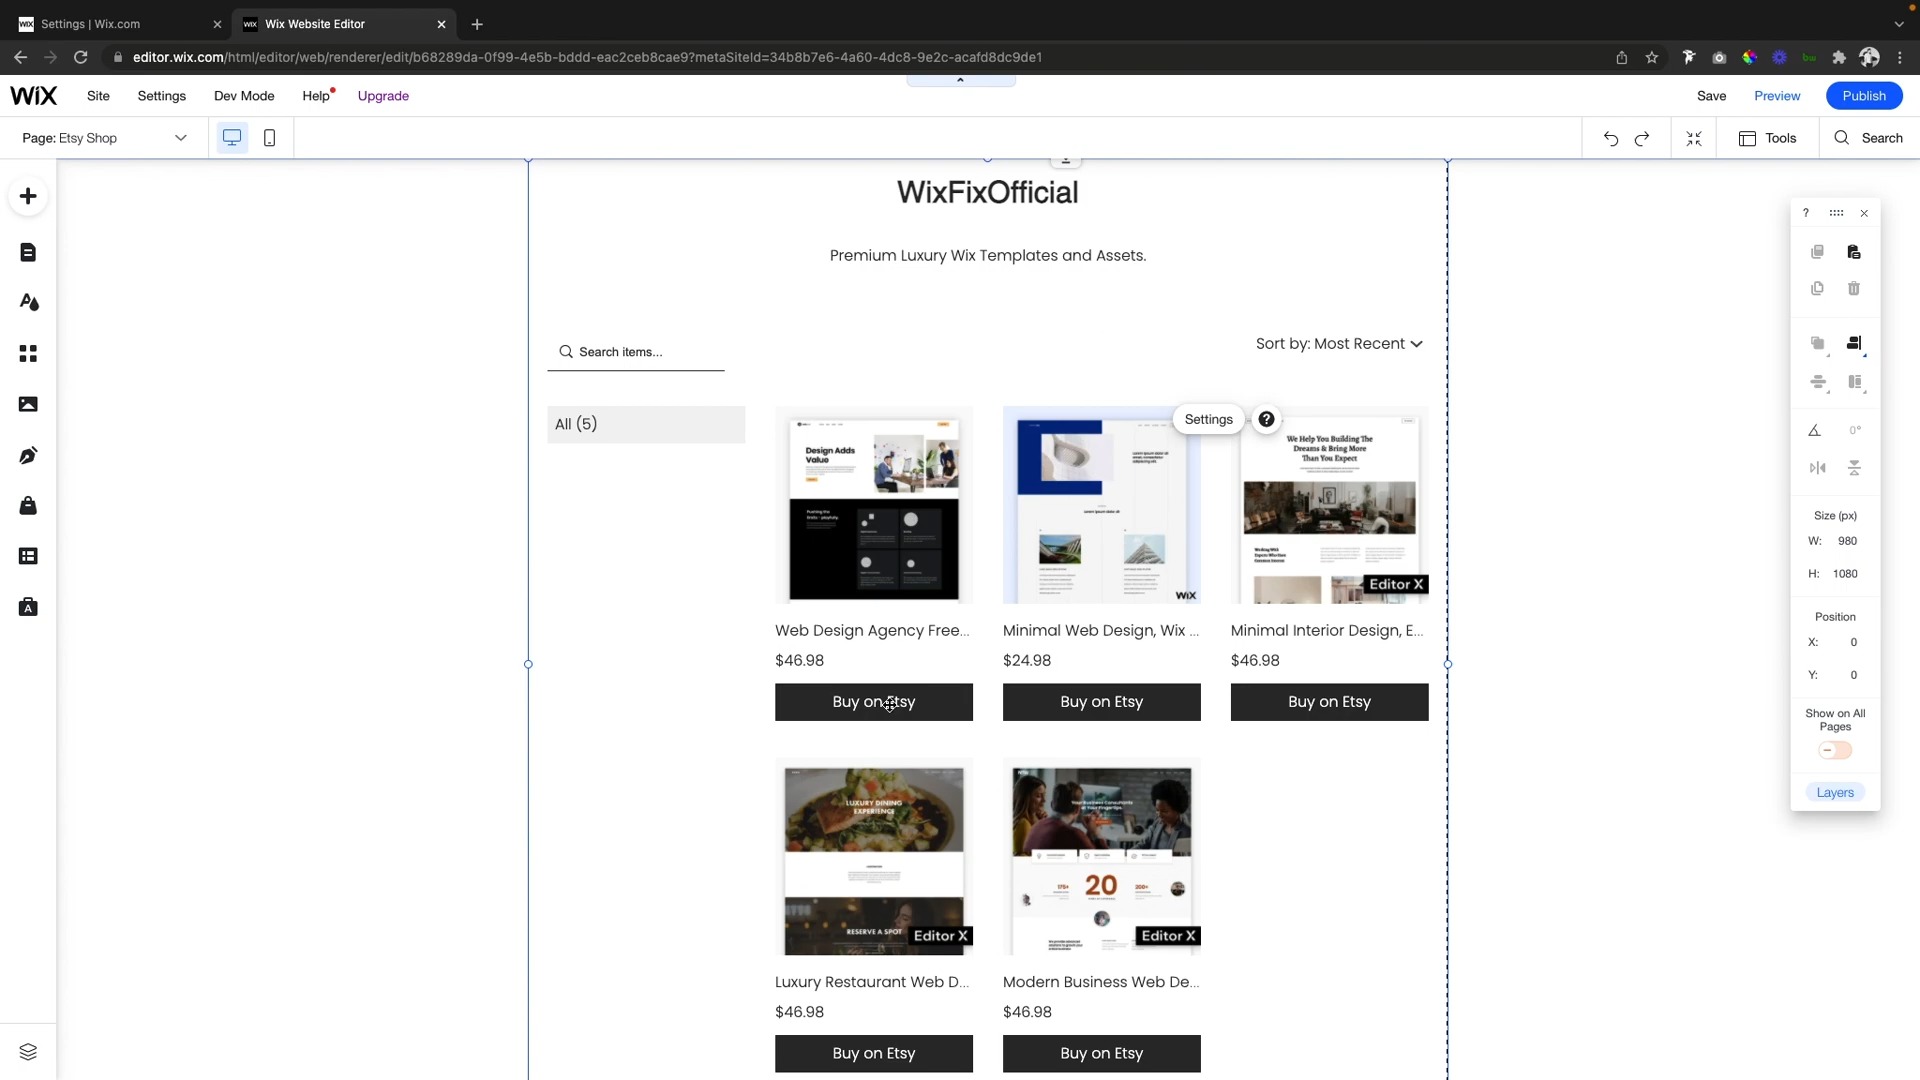 Settings | Wix.com
Wix Website Editor
editor.wix.com/html/editor/web/renderer/edit/b68289da-0f99-4e5b-bddd-eac2ceb8cae9?metaSiteId=34b8b7e6-4a60-4dc8-9e2c-acafd8dc9de1
WiX Site Settings Dev Mode Help Upgrade Save Preview Publish
Page: Etsy Shop Tools Search
WixFixOfficial
Premium Luxury Wix Templates and Assets.
Search items...
Sort by: Most Recent
All (5)
Settings ?
Design Adds
Value
We Help You Building The
Dreams & Bring More
Than You Expect
Editor X
WiX
Web Design Agency Free...
$46.98
Buy on Etsy
Minimal Web Design, Wix ...
$24.98
Buy on Etsy
Minimal Interior Design, E...
$46.98
Buy on Etsy
LUXURY DINING
EXPERIENCE
RESERVE A SPOT
Editor X
20
Editor X
Luxury Restaurant Web D...
$46.98
Buy on Etsy
Modern Business Web De...
$46.98
Buy on Etsy
?
0°
Size (px)
W: 980
H: 1080
Position
X: 0
Y: 0
Show on All
Pages
Layers